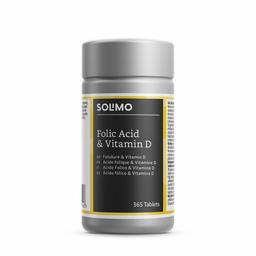 SOLIMO
Folic Acid
& Vitamin D
Folsäure & Vitamin D
Acide Folique & Vitamine D
Acido Folico & Vitamina D
Ácido fólico & Vitamina D
365 Tablets